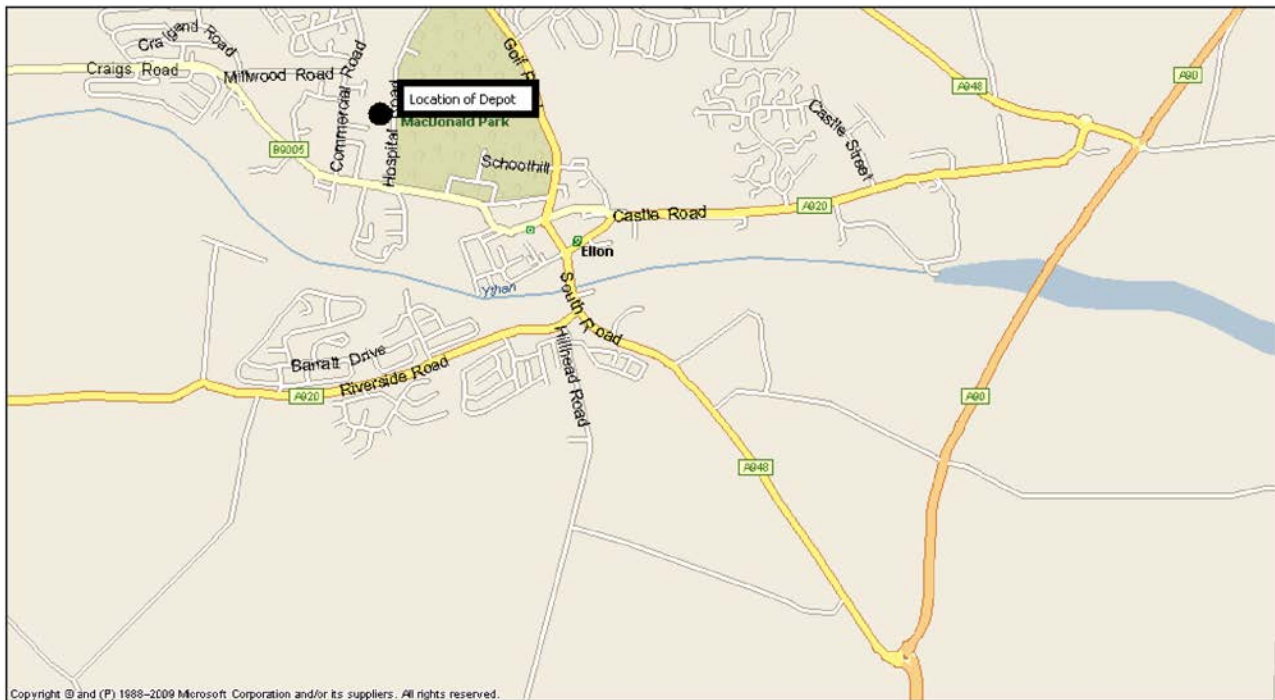 Craigend Road
Craigs Road
Millwood Road
Commercial Road
Hospital Road
Location of Depot
MacDonald Park
Golf
B9005
Schoolhill
Castle Street
A948
A90
A920
Castle Road
Ellon
Ythan
South Road
Barratt Drive
Riverside Road
A920
Hillhead Road
A90
A948
Copyright © and (P) 1988–2009 Microsoft Corporation and/or its suppliers. All rights reserved.